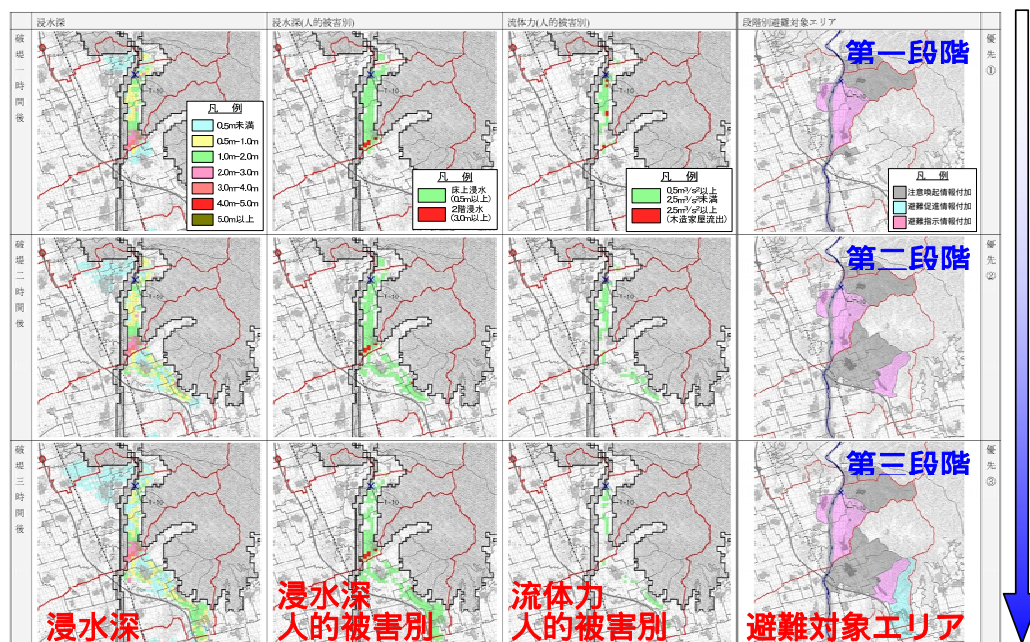 浸水深
浸水深(人的被害別)
流体力(人的被害別)
段階別避難対象エリア
破堤一時間後
凡 例
0.5m未満
0.5m-1.0m
1.0m-2.0m
2.0m-3.0m
3.0m-4.0m
4.0m-5.0m
5.0m以上
凡 例
床上浸水
(0.5m以上)
2階浸水
(3.0m以上)
凡 例
0.5m³/s²以上
2.5m³/s²未満
2.5m³/s²以上
(木造家屋流出)
第一段階
凡 例
注意喚起情報付加
避難促進情報付加
避難指示情報付加
優先①
破堤二時間後
第二段階
優先②
破堤三時間後
第三段階
優先③
浸水深
浸水深
人的被害別
流体力
人的被害別
避難対象エリア